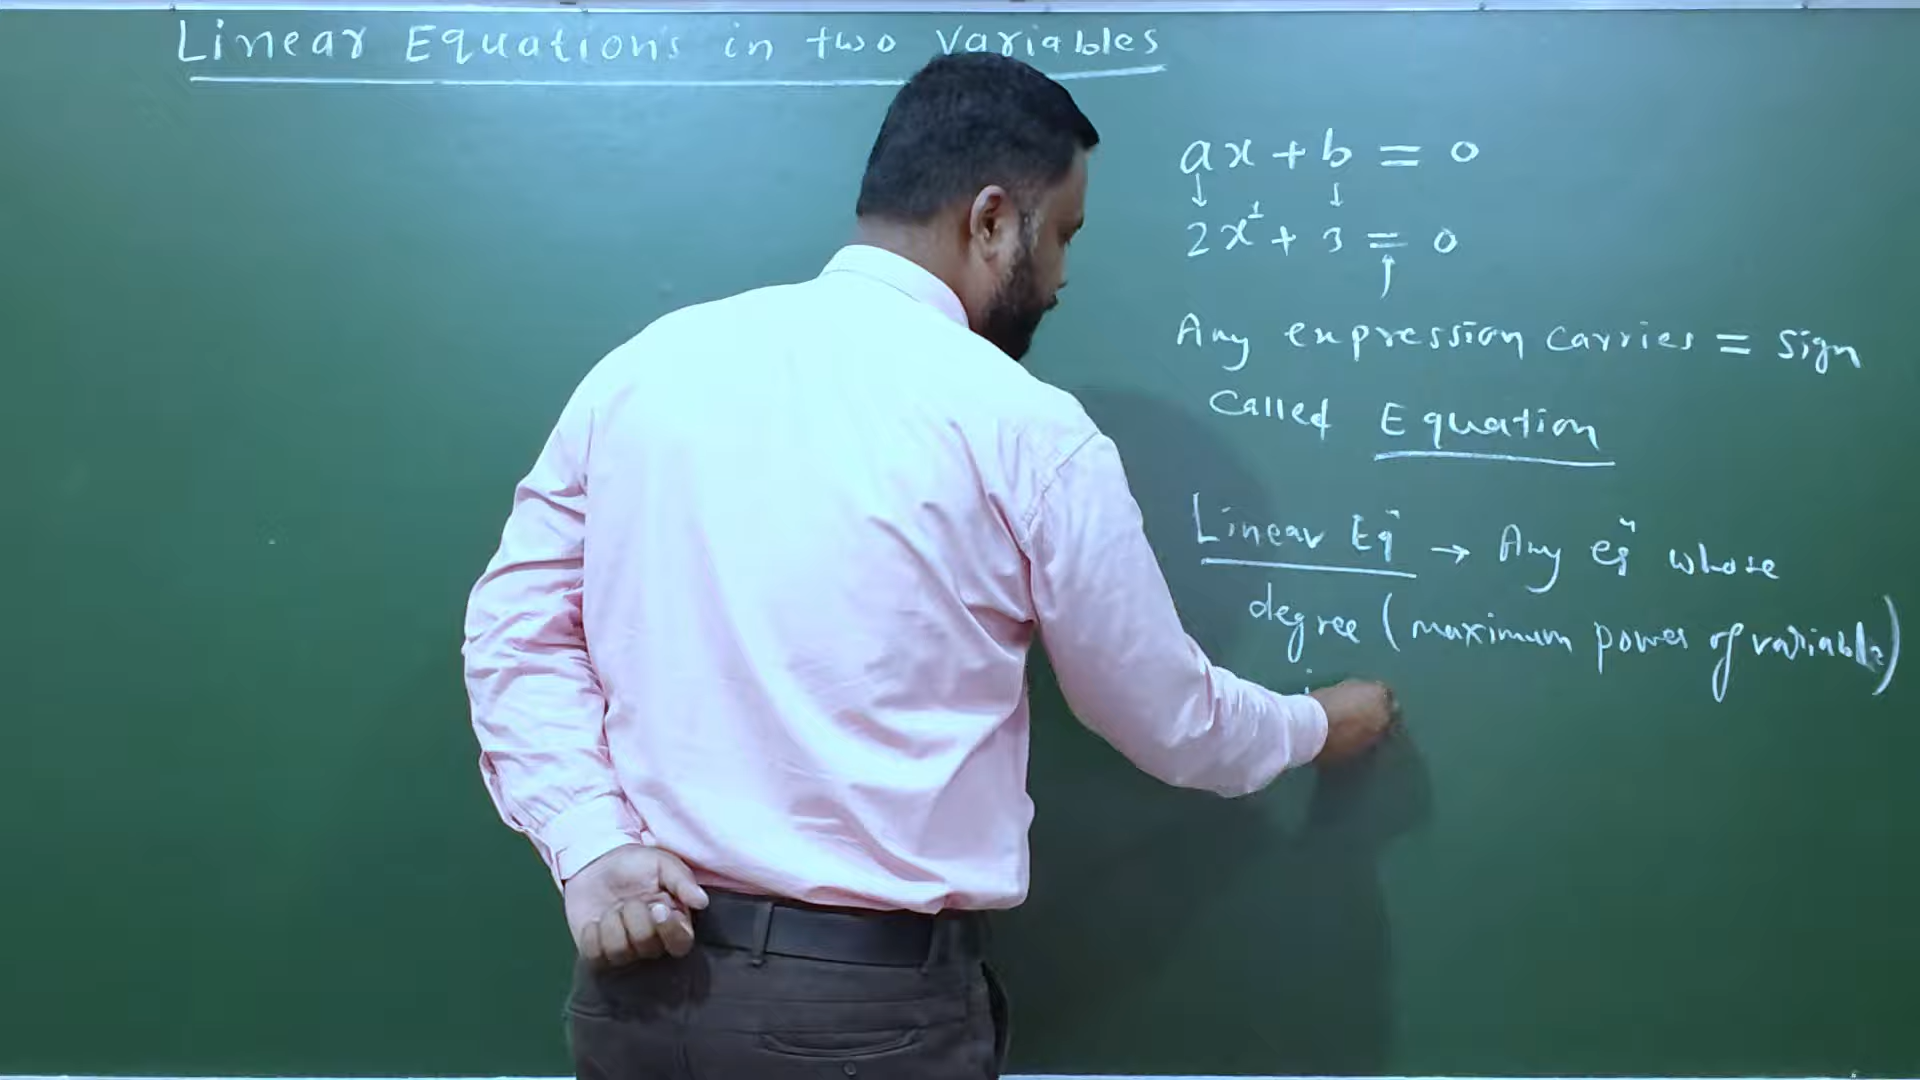 Linear Equations in two variables
ax + b = 0
2x¹ + 3 = 0
Any expression carries = sign
called Equation
Linear Eqⁿ → Any eqⁿ whose
degree (maximum power of variable)